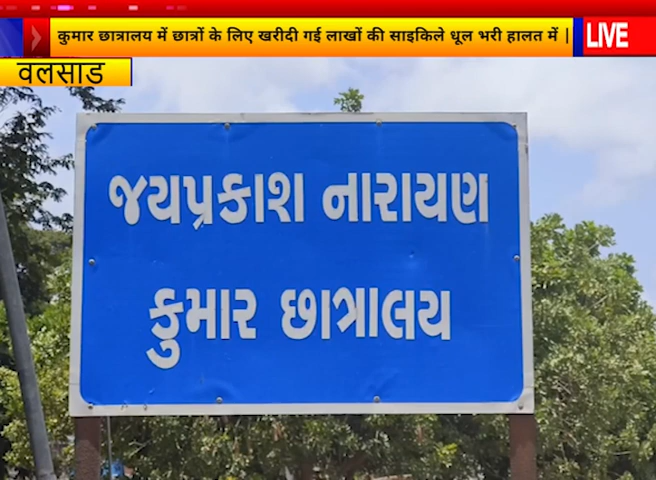 कुमार छात्रालय में छात्रों के लिए खरीदी गई लाखों की साइकिले धूल भरी हालत में |
LIVE
वलसाड
જયપ્રકાશ નારાયણ
કુમાર છાત્રાલય